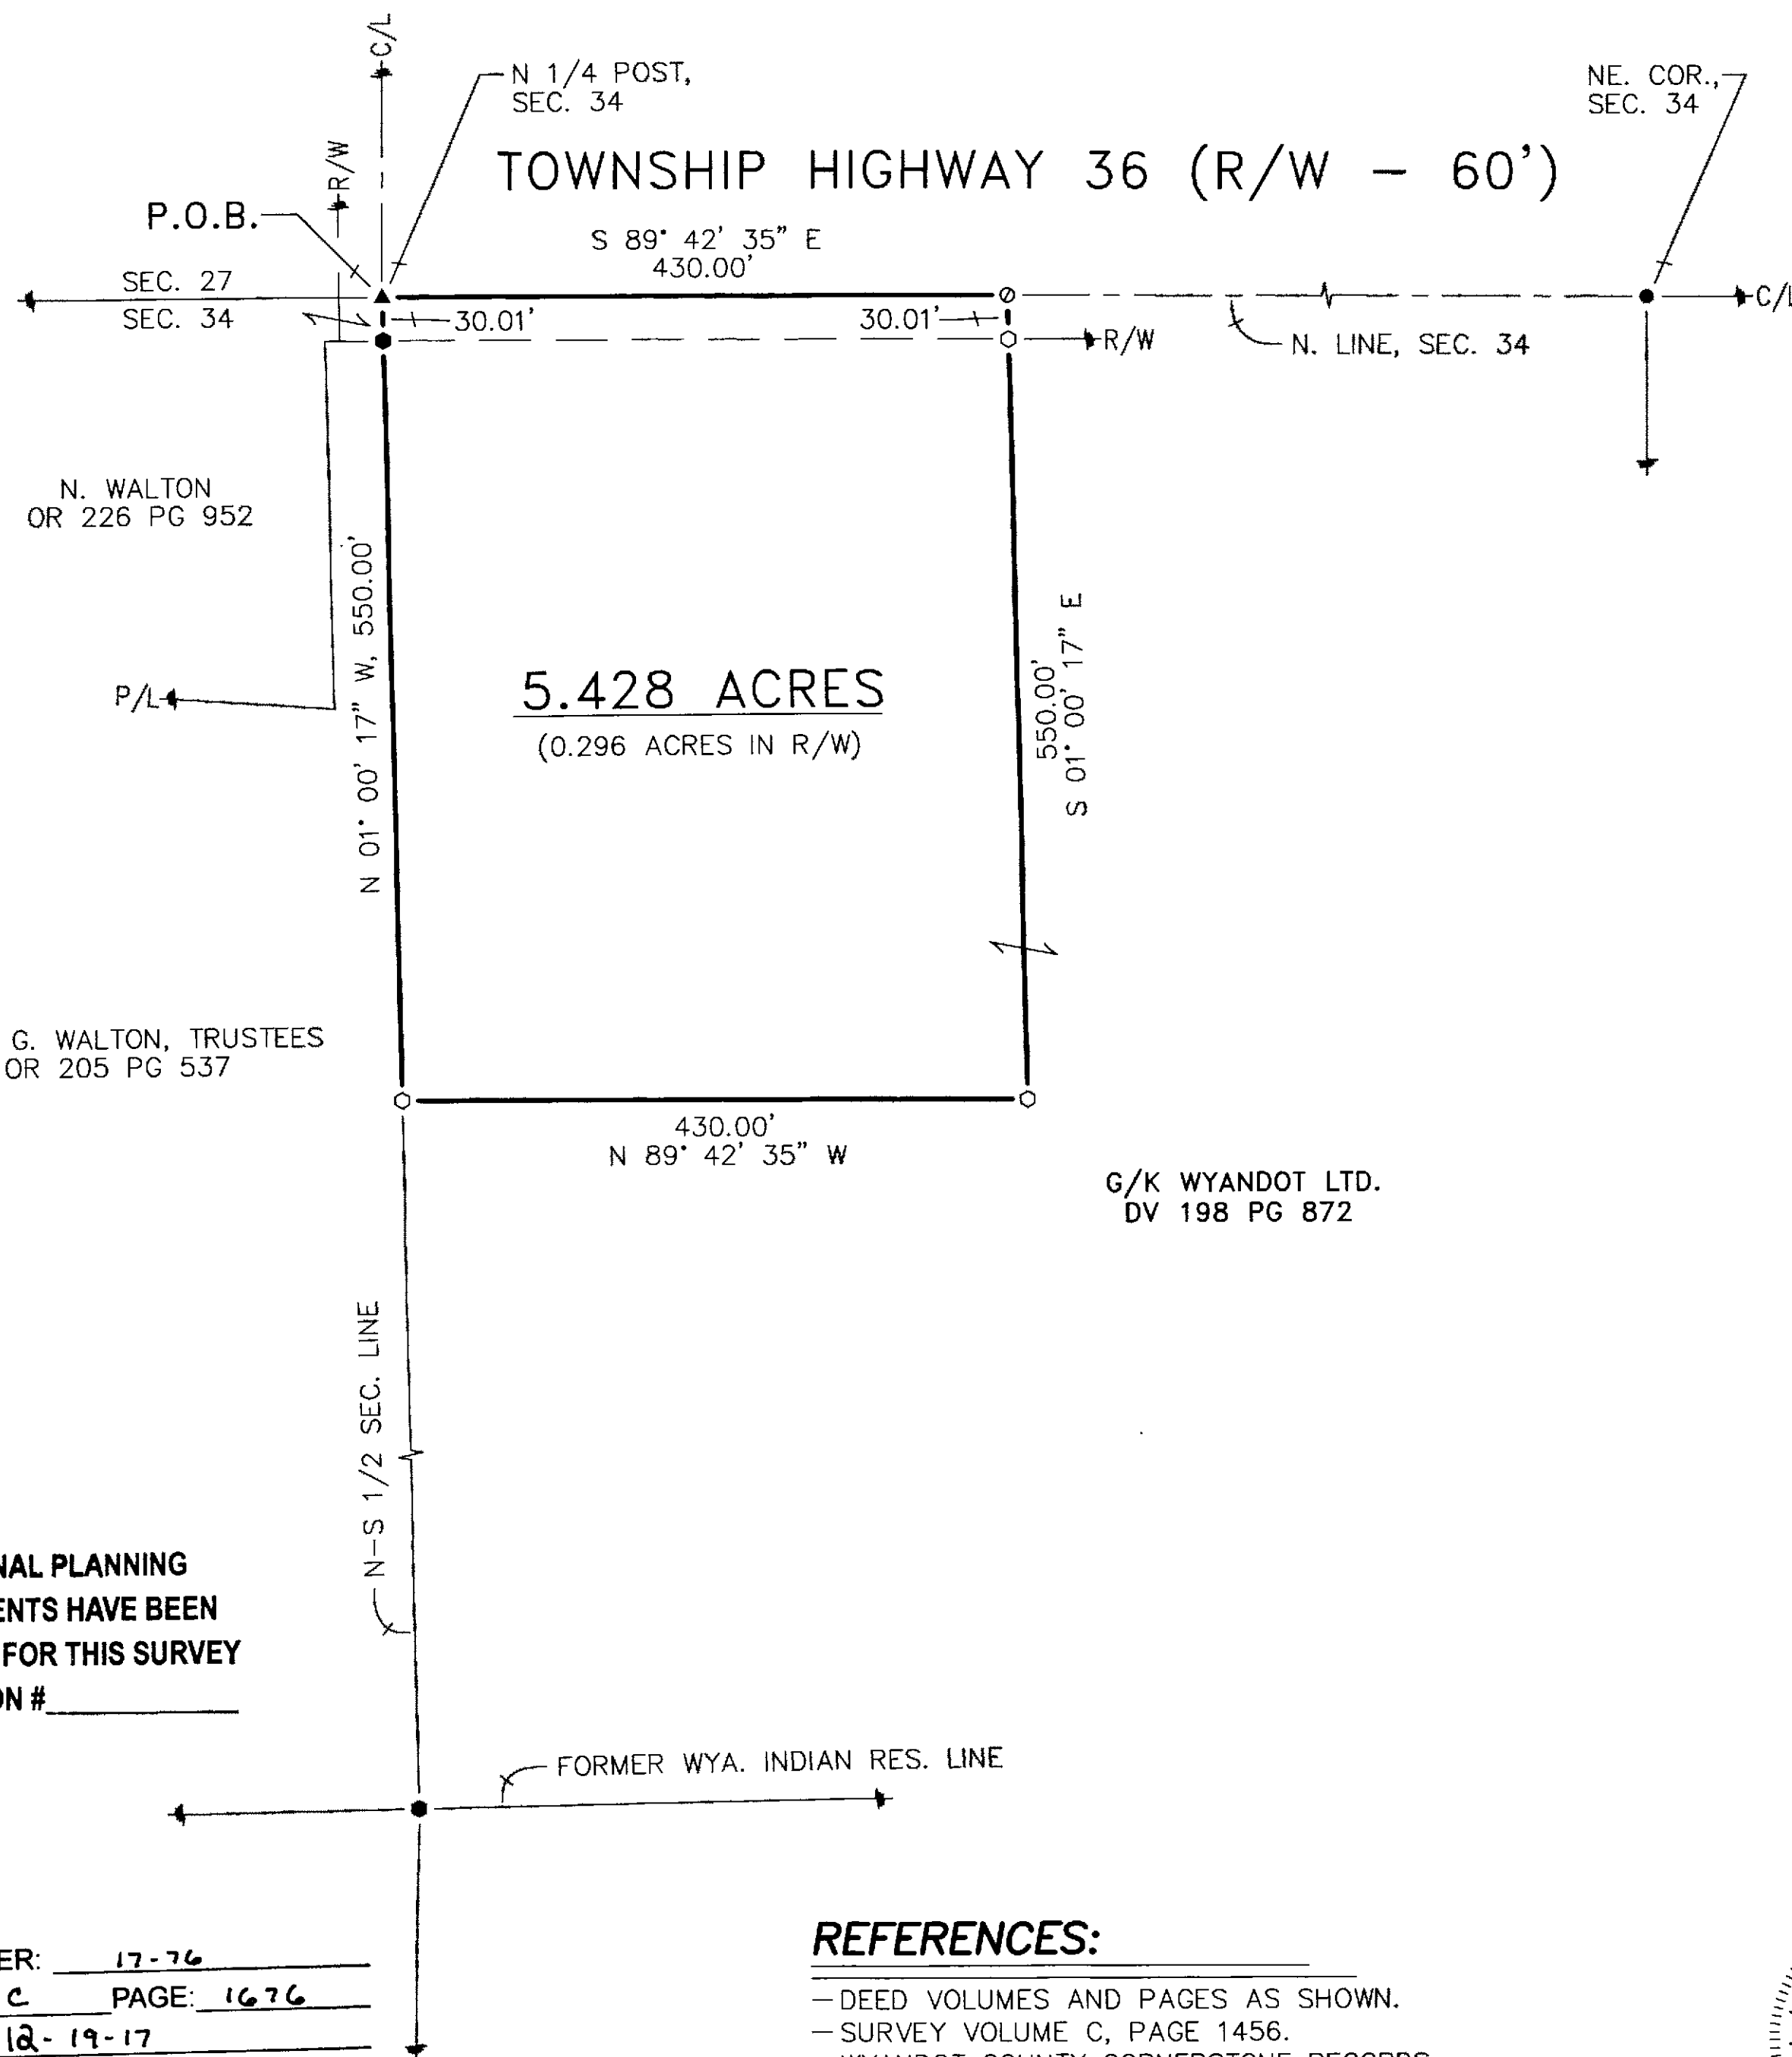 C/L
N 1/4 POST,
SEC. 34
NE. COR.,
SEC. 34
R/W
TOWNSHIP HIGHWAY 36 (R/W - 60')
P.O.B.
S 89° 42' 35" E
430.00'
SEC. 27
SEC. 34
30.01'
30.01'
C/L
R/W
N. LINE, SEC. 34
N. WALTON
OR 226 PG 952
N 01° 00' 17" W, 550.00'
550.00'
S 01° 00' 17" E
P/L
5.428 ACRES
(0.296 ACRES IN R/W)
G. WALTON, TRUSTEES
OR 205 PG 537
430.00'
N 89° 42' 35" W
G/K WYANDOT LTD.
DV 198 PG 872
N-S 1/2 SEC. LINE
NAL PLANNING
ENTS HAVE BEEN
FOR THIS SURVEY
ON #
FORMER WYA. INDIAN RES. LINE
ER: 17-76
C PAGE: 1676
12-19-17
REFERENCES:
- DEED VOLUMES AND PAGES AS SHOWN.
- SURVEY VOLUME C, PAGE 1456.
- WYANDOT COUNTY CORNERSTONE RECORDS